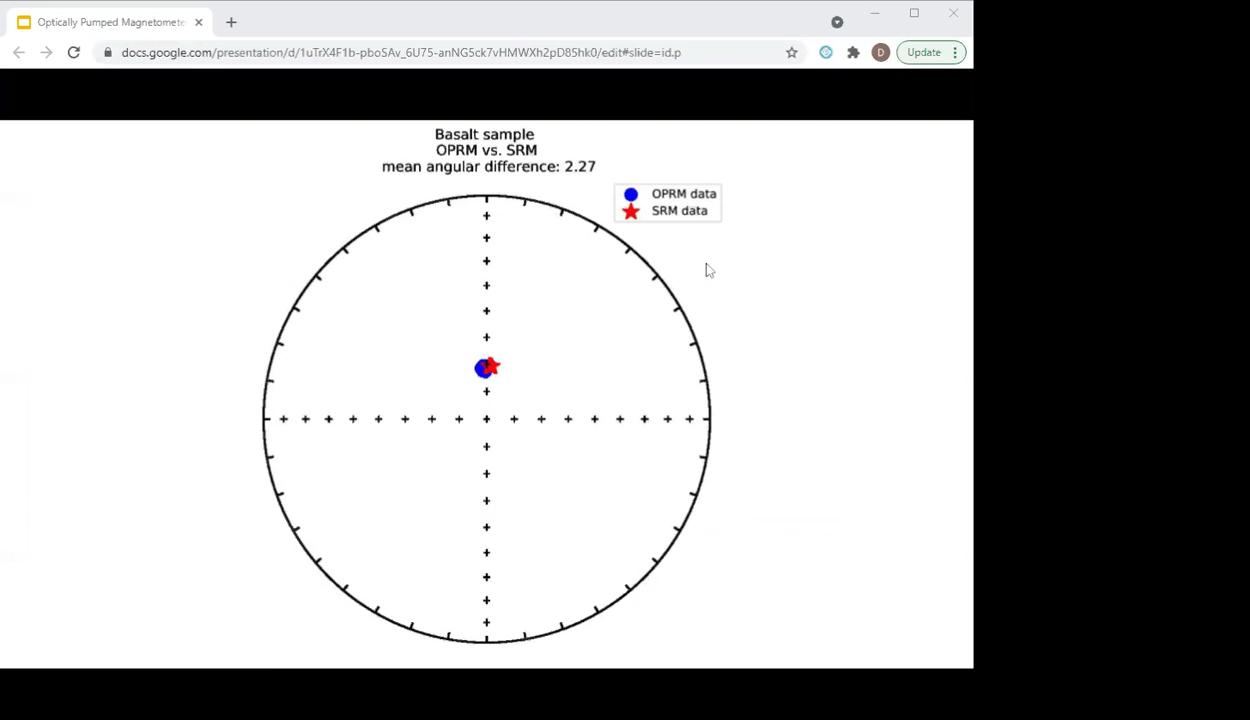 Optically Pumped Magnetomete
docs.google.com/presentation/d/1uTrX4F1b-pboSAv_6U75-anNG5ck7vHMWXh2pD85hk0/edit#slide=id.p
D
Update
Basalt sample
OPRM vs. SRM
mean angular difference: 2.27
OPRM data
SRM data